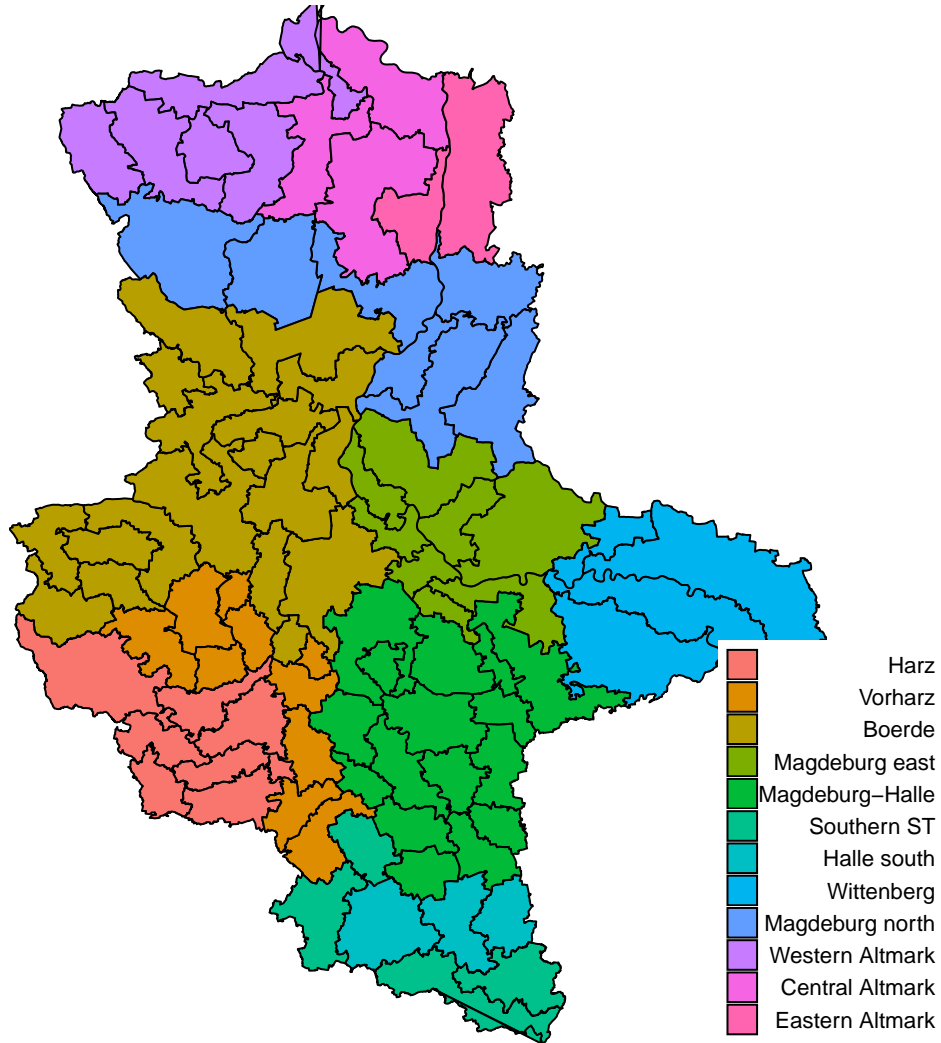 Harz
Vorharz
Boerde
Magdeburg east
Magdeburg−Halle
Southern ST
Halle south
Wittenberg
Magdeburg north
Western Altmark
Central Altmark
Eastern Altmark